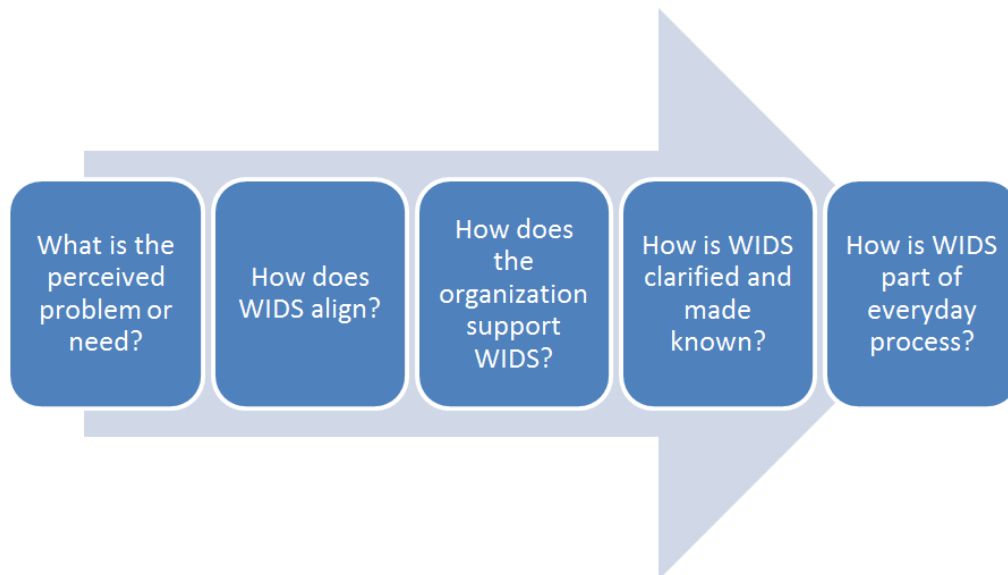 What is the
perceived
problem or
need?
How does
WIDS align?
How does
the
organization
support
WIDS?
How is WIDS
clarified and
made
known?
How is WIDS
part of
everyday
process?